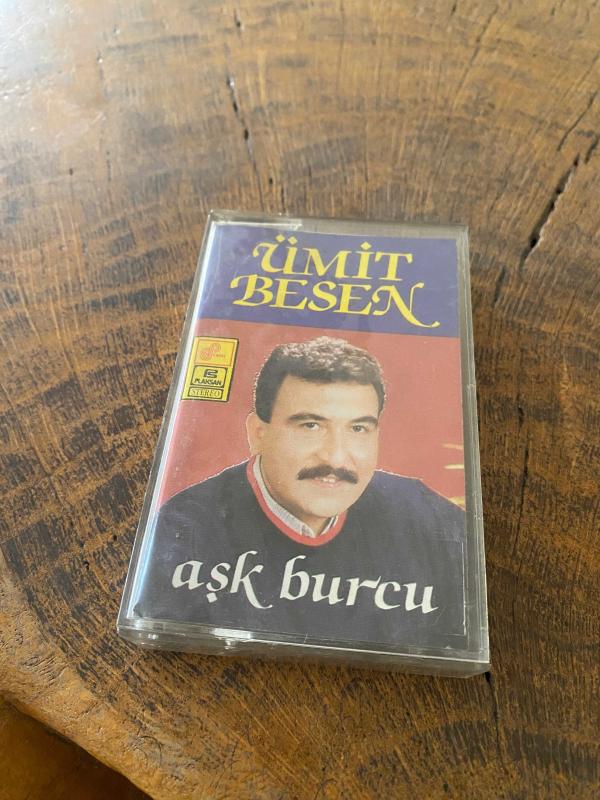 ÜMİT
BESEN
PLAKSAN
STEREO
aşk burcu